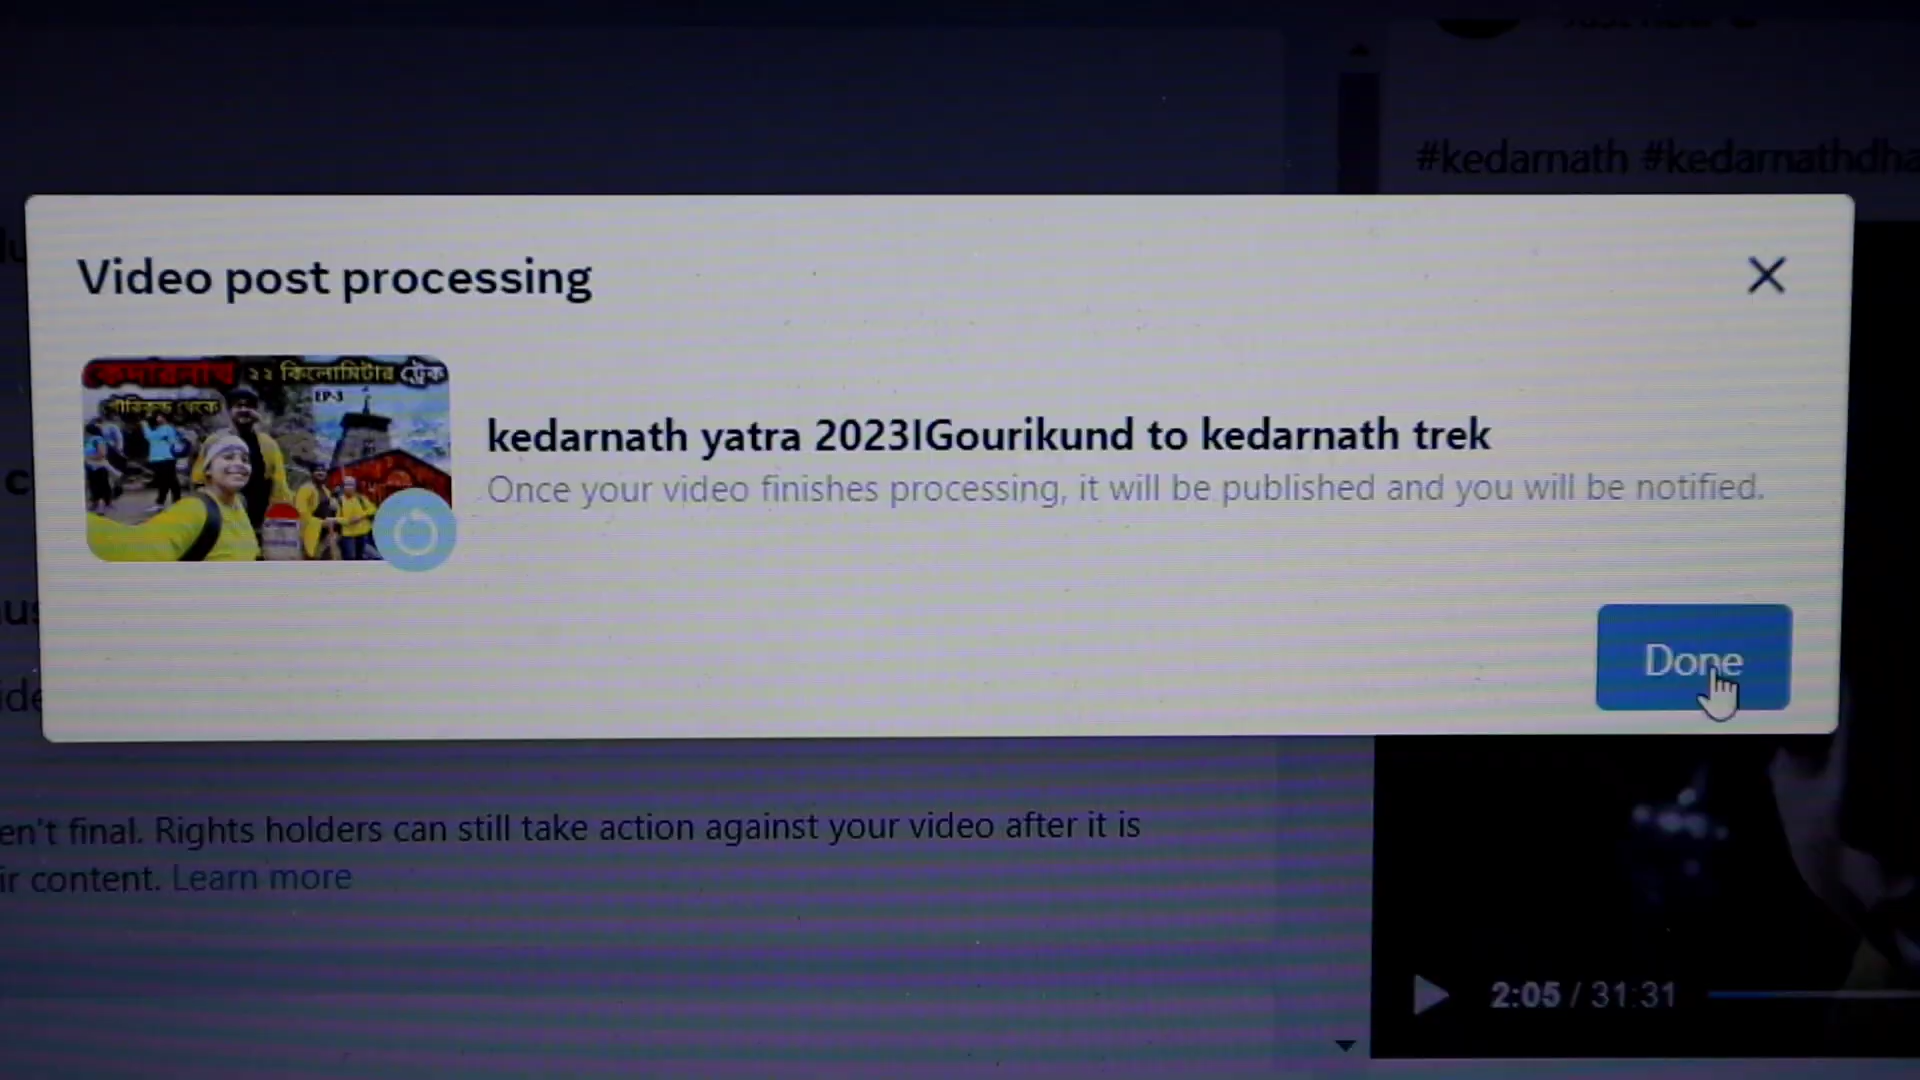 #kedarnath #kedarnathdha
Video post processing
কেদারনাথ ২২ কিলোমিটার ট্রেক
গৌরিকুন্ড থেকে
EP-3
kedarnath yatra 2023IGourikund to kedarnath trek
Once your video finishes processing, it will be published and you will be notified.
Done
en't final. Rights holders can still take action against your video after it is
ir content. Learn more
2:05 / 31:31